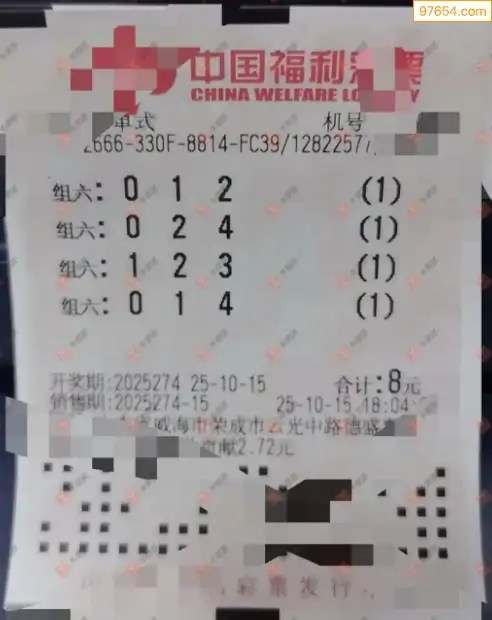 97654.com
中国福利彩票
CHINA WELFARE LO Y
单式 机号
2666-330F-8814-FC39/12822577
组六: 0 1 2 (1)
组六: 0 2 4 (1)
组六: 1 2 3 (1)
组六: 0 1 4 (1)
开奖期:2025274 25-10-15 合计:8元
销售期:2025274-15 25-10-15 18:04
威海市荣成市云光中路德盛
贡献2.72元
彩票发行